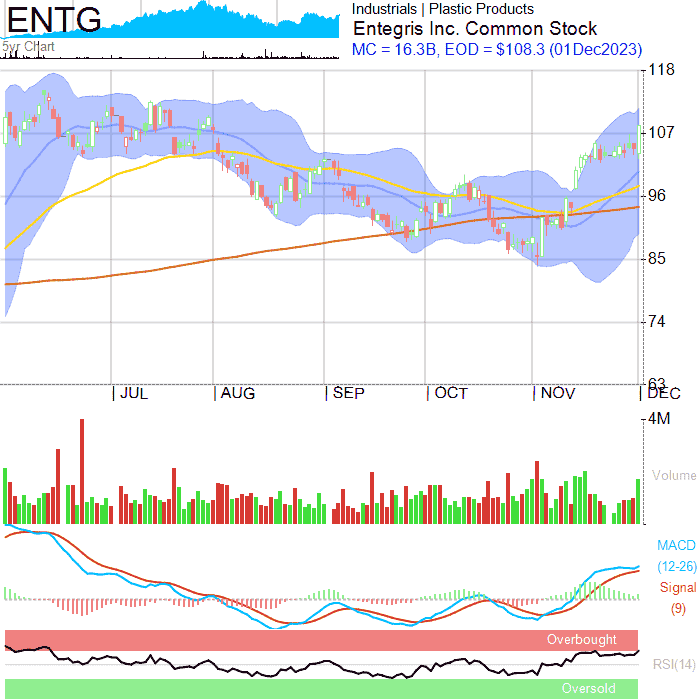 ENTG
5yr Chart
Industrials | Plastic Products
Entegris Inc. Common Stock
MC = 16.3B, EOD = $108.3 (01Dec2023)
118
107
96
85
74
63
JUL
AUG
SEP
OCT
NOV
DEC
4M
Volume
MACD
(12-26)
Signal
(9)
Overbought
RSI(14)
Oversold